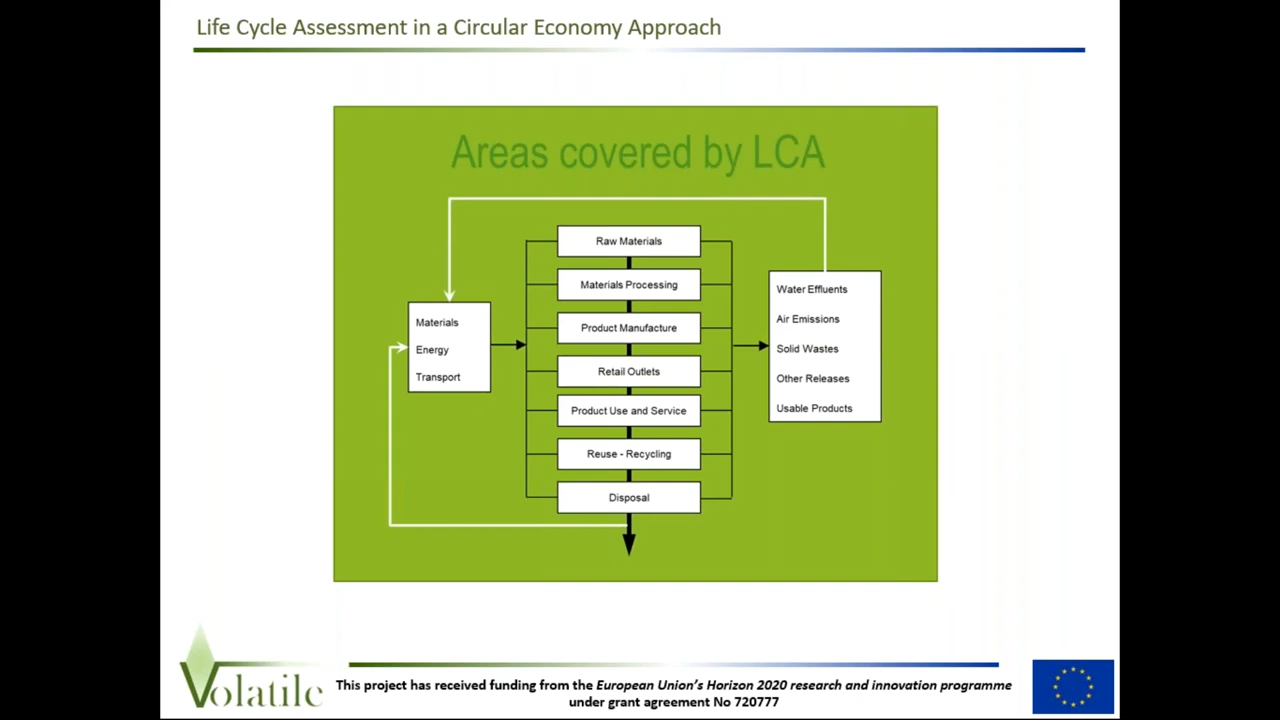 Life Cycle Assessment in a Circular Economy Approach
Areas covered by LCA
Materials
Energy
Transport
Raw Materials
Materials Processing
Product Manufacture
Retail Outlets
Product Use and Service
Reuse - Recycling
Disposal
Water Effluents
Air Emissions
Solid Wastes
Other Releases
Usable Products
Volatile
This project has received funding from the European Union's Horizon 2020 research and innovation programme
under grant agreement No 720777